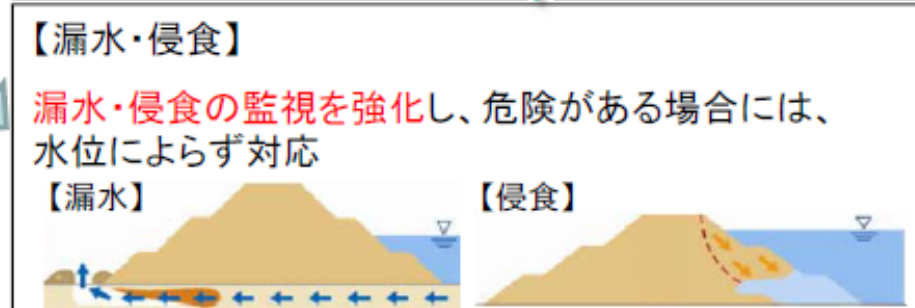 【漏水・侵食】
漏水・侵食の監視を強化し、危険がある場合には、
水位によらず対応
【漏水】
【侵食】